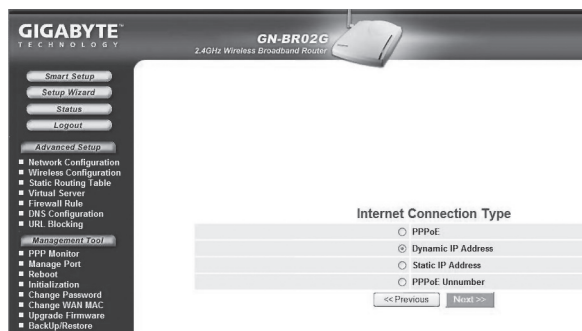 GIGABYTE™
TECHNOLOGY
GN-BR02G
2.4GHz Wireless Broadband Router
Smart Setup
Setup Wizard
Status
Logout
Advanced Setup
Network Configuration
Wireless Configuration
Static Routing Table
Virtual Server
Firewall Rule
DNS Configuration
URL Blocking
Management Tool
PPP Monitor
Manage Port
Reboot
Initialization
Change Password
Change WAN MAC
Upgrade Firmware
BackUp/Restore
Internet Connection Type
PPPoE
Dynamic IP Address
Static IP Address
PPPoE Unnumber
<< Previous
Next >>